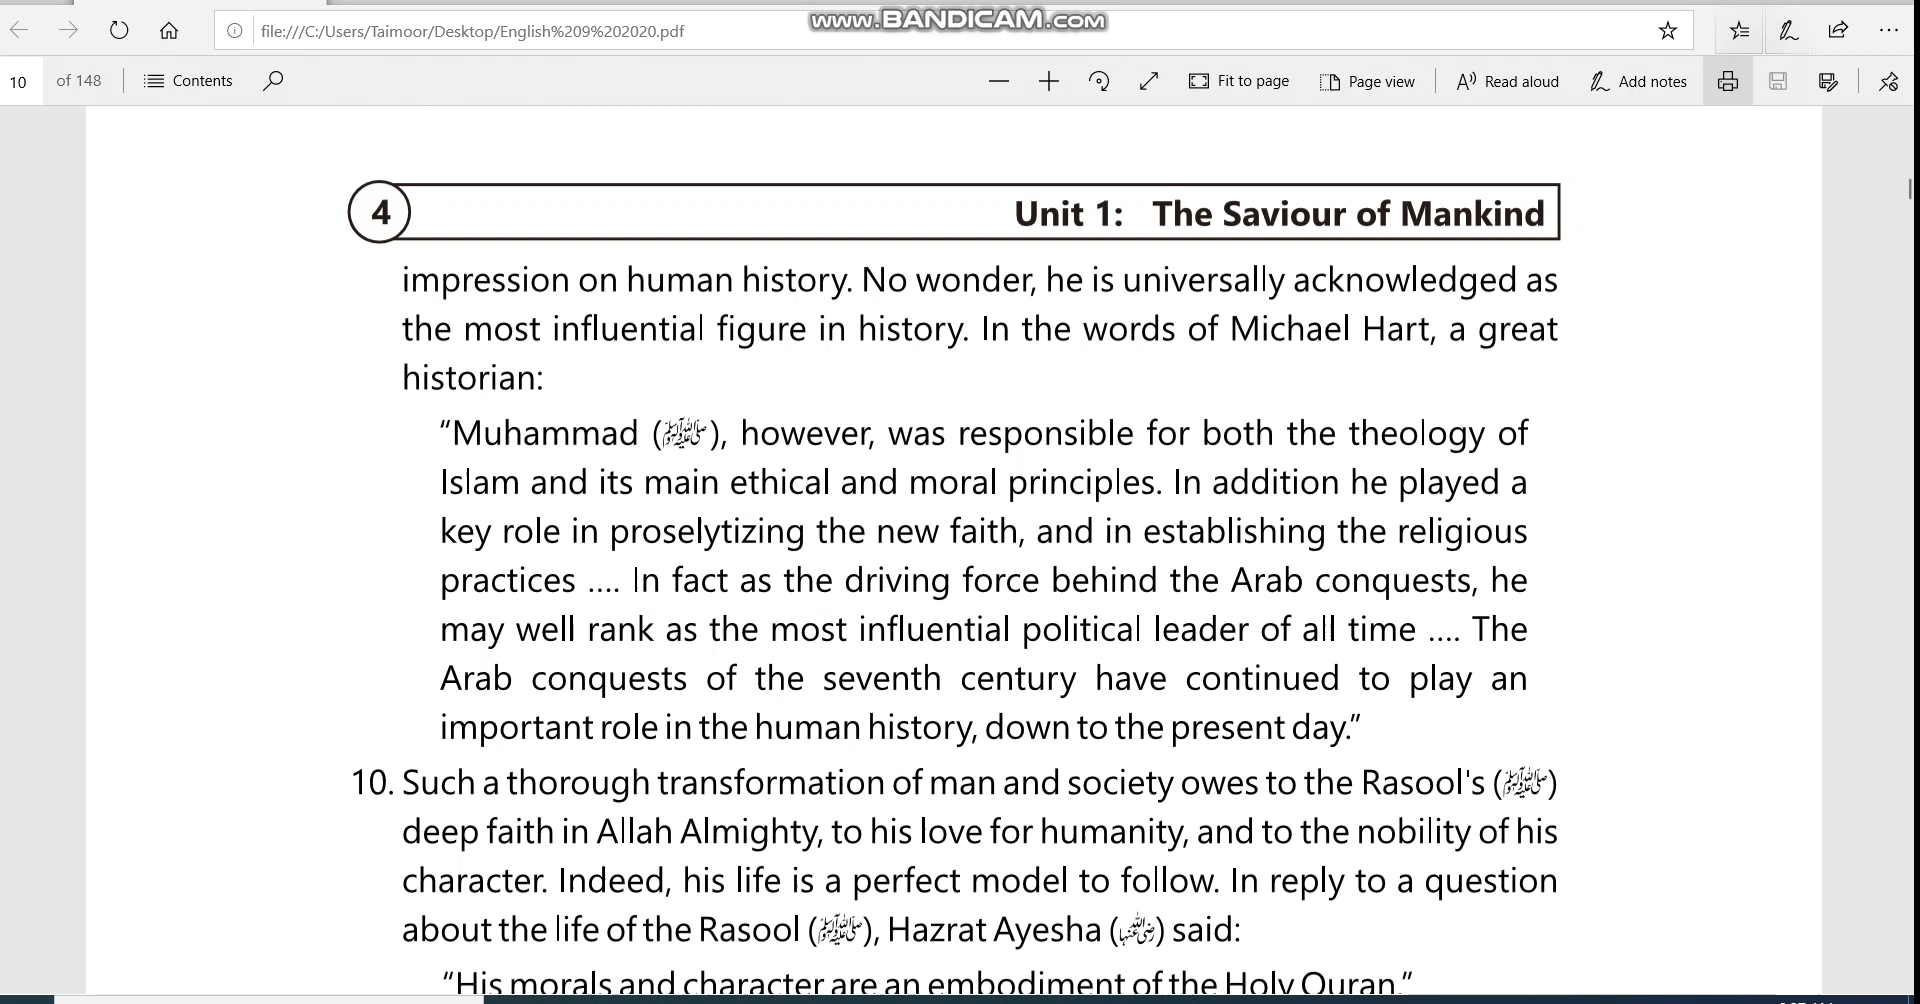 www.BANDICAM.com
file:///C:/Users/Taimoor/Desktop/English%209%202020.pdf
10 of 148 Contents Fit to page Page view Read aloud Add notes
4 Unit 1: The Saviour of Mankind
impression on human history. No wonder, he is universally acknowledged as
the most influential figure in history. In the words of Michael Hart, a great
historian:
“Muhammad (ﷺ), however, was responsible for both the theology of
Islam and its main ethical and moral principles. In addition he played a
key role in proselytizing the new faith, and in establishing the religious
practices .... In fact as the driving force behind the Arab conquests, he
may well rank as the most influential political leader of all time .... The
Arab conquests of the seventh century have continued to play an
important role in the human history, down to the present day.”
10. Such a thorough transformation of man and society owes to the Rasool's (ﷺ)
deep faith in Allah Almighty, to his love for humanity, and to the nobility of his
character. Indeed, his life is a perfect model to follow. In reply to a question
about the life of the Rasool (ﷺ), Hazrat Ayesha (رضی اللہ عنہا) said:
“His morals and character are an embodiment of the Holy Quran.”